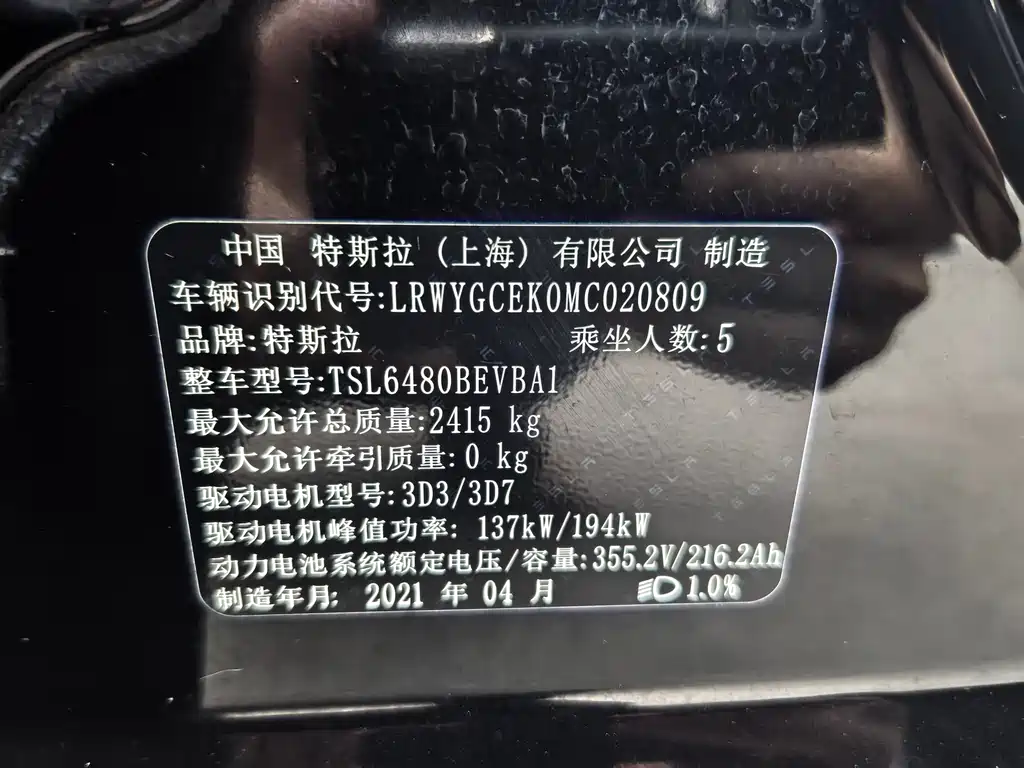 中国 特斯拉 (上海) 有限公司 制造
车辆识别代号:LRWYGCEK0MC020809
品牌:特斯拉 乘坐人数:5
整车型号:TSL6480BEVBA1
最大允许总质量:2415 kg
最大允许牵引质量:0 kg
驱动电机型号:3D3/3D7
驱动电机峰值功率: 137kW/194kW
动力电池系统额定电压/容量:355.2V/216.2Ah
制造年月: 2021 年 04 月 1.0%